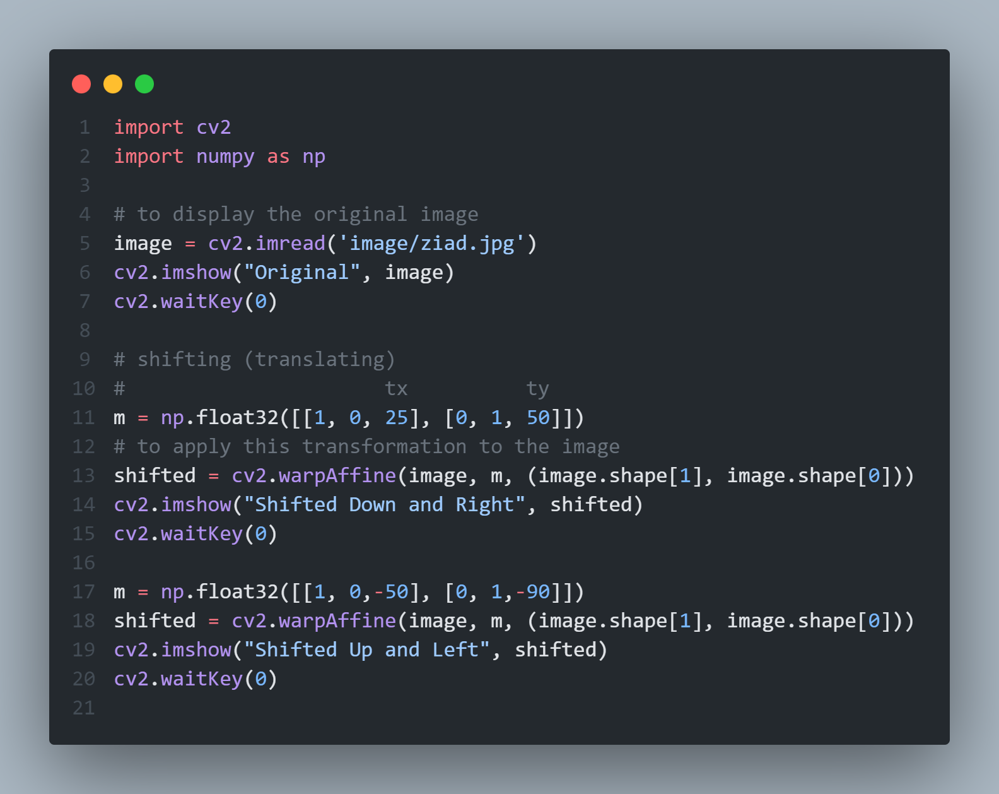 1 import cv2
2 import numpy as np
3
4 # to display the original image
5 image = cv2.imread('image/ziad.jpg')
6 cv2.imshow("Original", image)
7 cv2.waitKey(0)
8
9 # shifting (translating)
10 #                      tx          ty
11 m = np.float32([[1, 0, 25], [0, 1, 50]])
12 # to apply this transformation to the image
13 shifted = cv2.warpAffine(image, m, (image.shape[1], image.shape[0]))
14 cv2.imshow("Shifted Down and Right", shifted)
15 cv2.waitKey(0)
16
17 m = np.float32([[1, 0,-50], [0, 1,-90]])
18 shifted = cv2.warpAffine(image, m, (image.shape[1], image.shape[0]))
19 cv2.imshow("Shifted Up and Left", shifted)
20 cv2.waitKey(0)
21